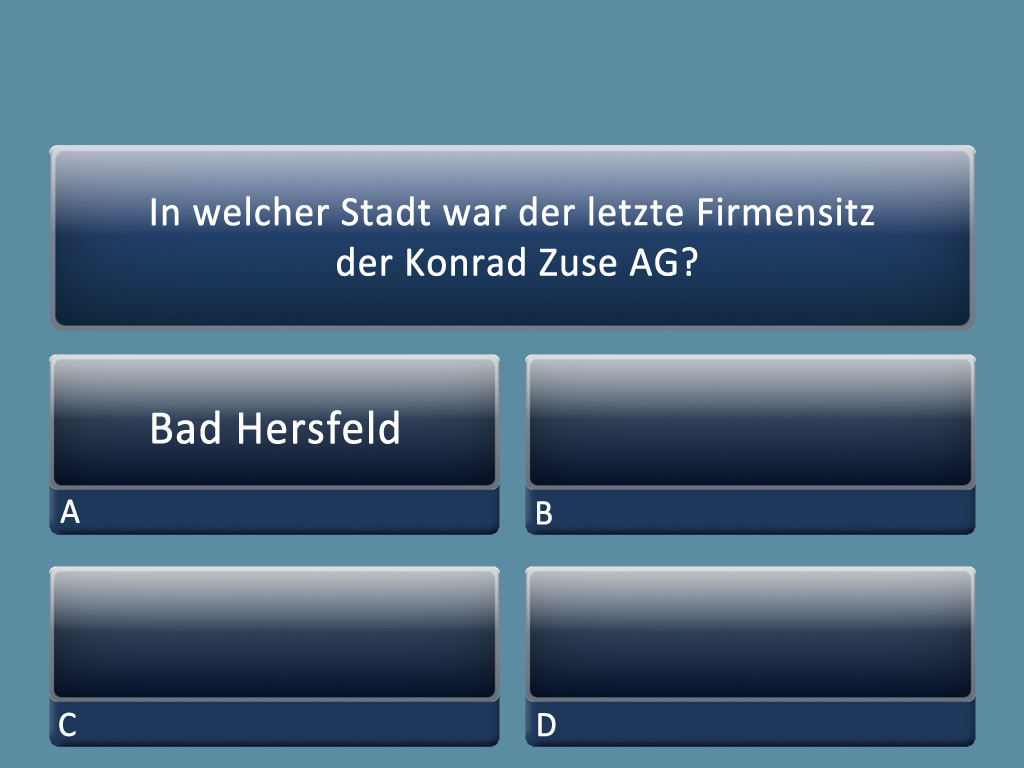 In welcher Stadt war der letzte Firmensitz
der Konrad Zuse AG?
Bad Hersfeld
A
B
C
D